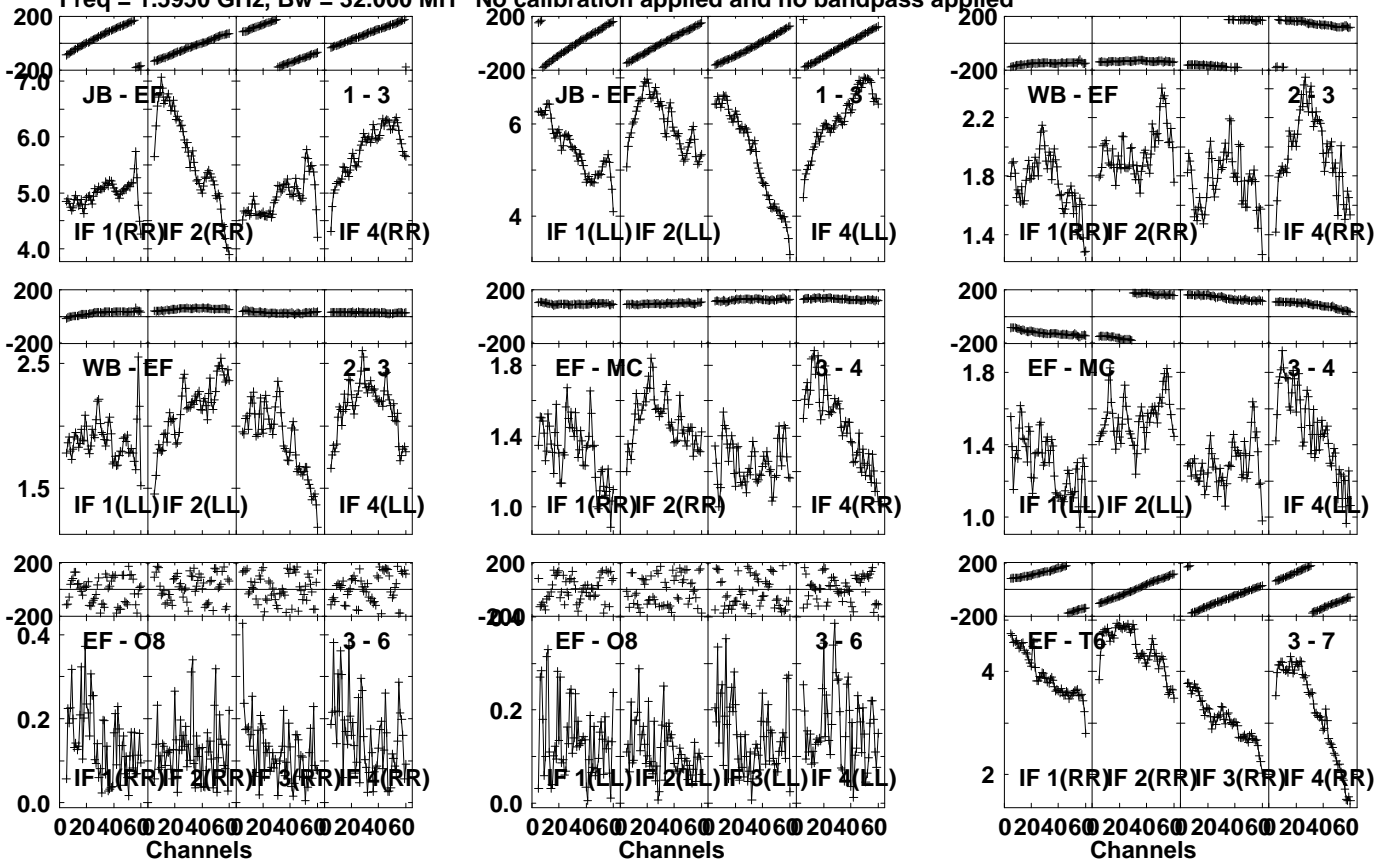 Freq = 1.5950 GHz, Bw = 32.000 MH No calibration applied and no bandpass applied
200
-200
7.0
6.0
5.0
4.0
JB - EF
1 - 3
IF 1(RR) IF 2(RR) IF 4(RR)
200
-200
6
4
JB - EF
1 - 3
IF 1(LL) IF 2(LL) IF 4(LL)
200
-200
2.2
1.8
1.4
WB - EF
2 - 3
IF 1(RR) IF 2(RR) IF 4(RR)
200
-200
2.5
1.5
WB - EF
2 - 3
IF 1(LL) IF 2(LL) IF 4(LL)
200
-200
1.8
1.4
1.0
EF - MC
3 - 4
IF 1(RR) IF 2(RR) IF 4(RR)
200
-200
1.8
1.4
1.0
EF - MC
3 - 4
IF 1(LL) IF 2(LL) IF 4(LL)
200
-200
0.4
0.2
0.0
EF - O8
3 - 6
IF 1(RR) IF 2(RR) IF 3(RR) IF 4(RR)
0 20 40 60 0 20 40 60 0 20 40 60 0 20 40 60
Channels
200
-200
0.4
0.2
0.0
EF - O8
3 - 6
IF 1(LL) IF 2(LL) IF 3(LL) IF 4(LL)
0 20 40 60 0 20 40 60 0 20 40 60 0 20 40 60
Channels
200
-200
4
2
EF - T6
3 - 7
IF 1(RR) IF 2(RR) IF 3(RR) IF 4(RR)
0 20 40 60 0 20 40 60 0 20 40 60 0 20 40 60
Channels